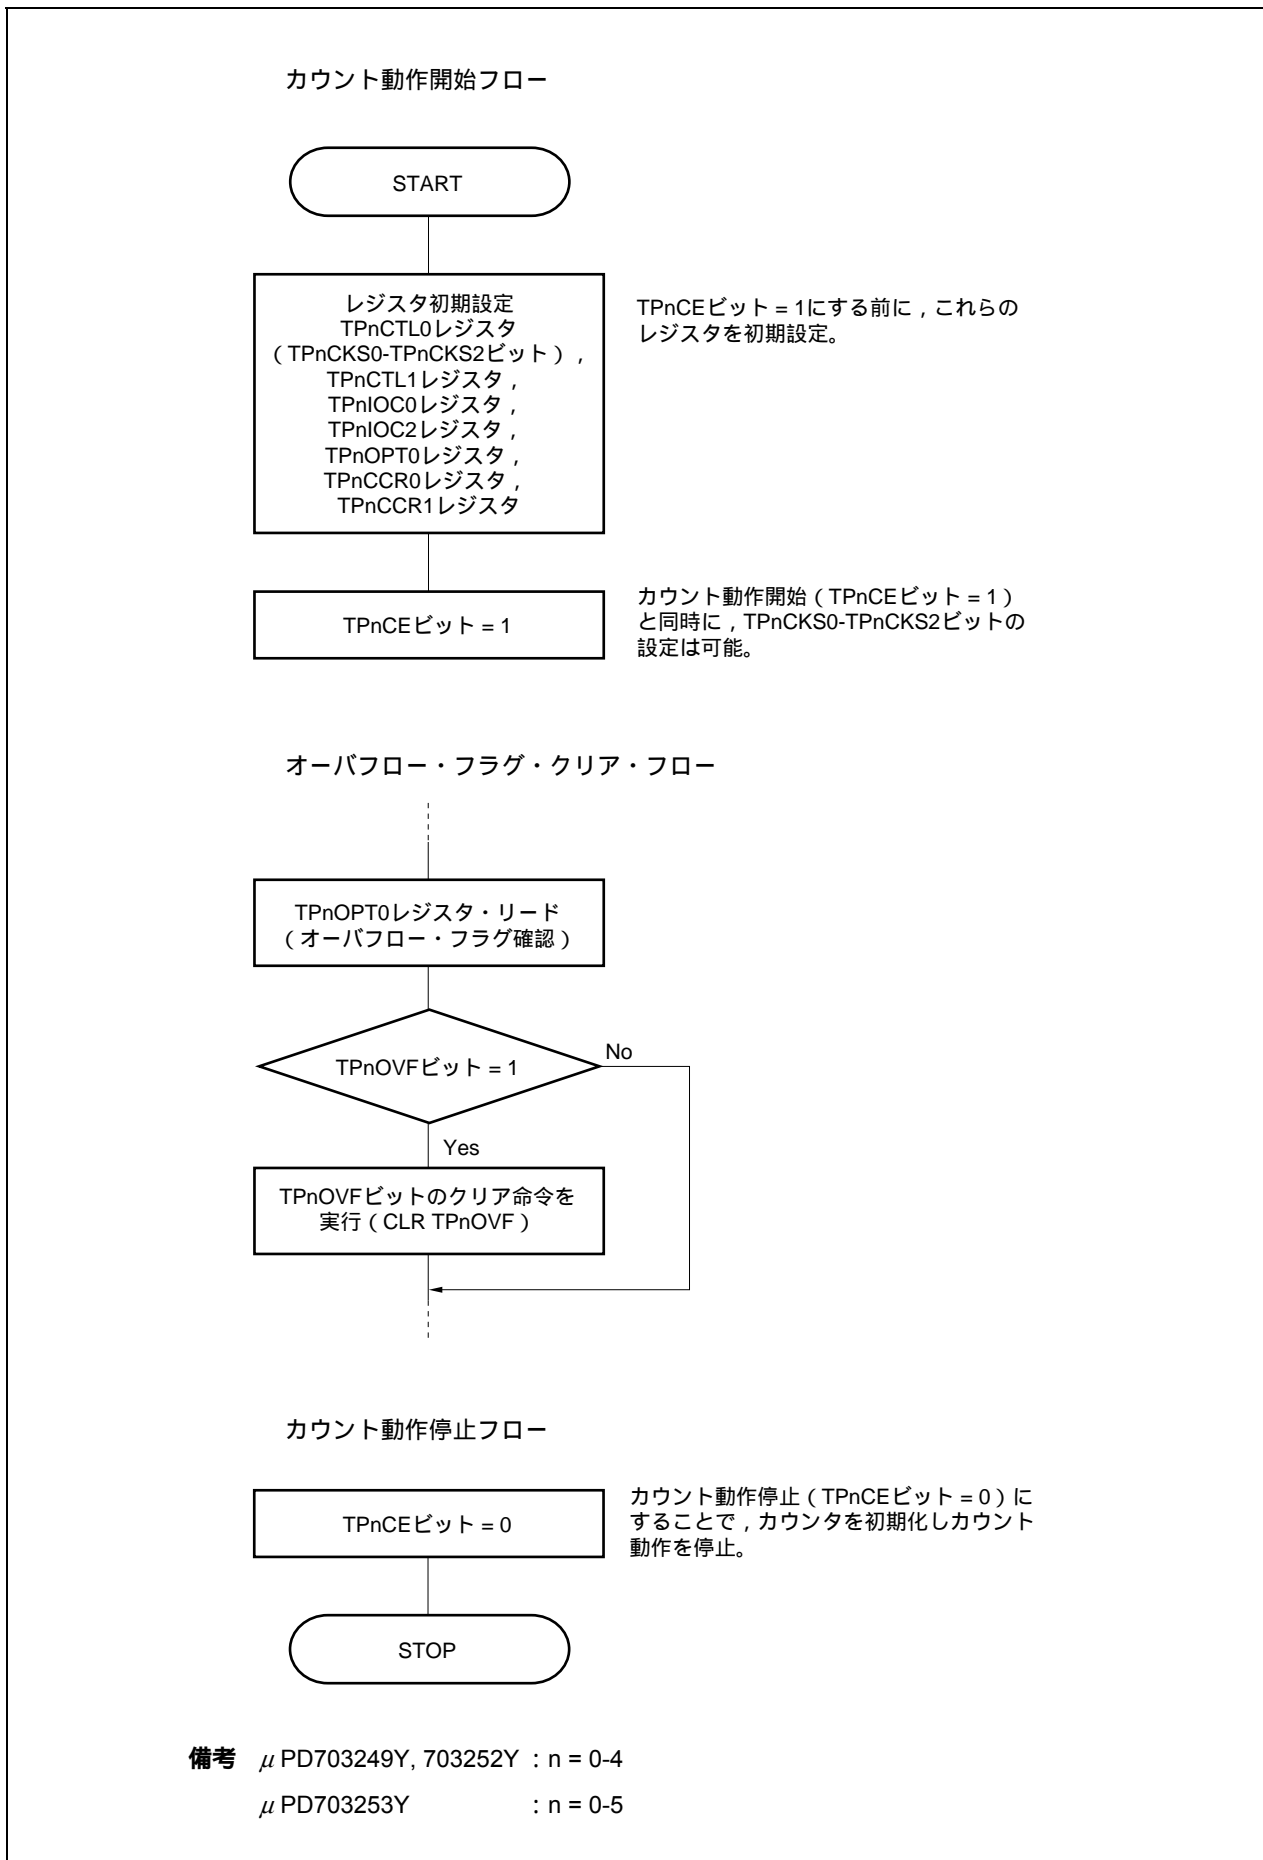 カウント動作開始フロー
START
レジスタ初期設定
TPnCTL0レジスタ
（TPnCKS0-TPnCKS2ビット），
TPnCTL1レジスタ，
TPnIOC0レジスタ，
TPnIOC2レジスタ，
TPnOPT0レジスタ，
TPnCCR0レジスタ，
TPnCCR1レジスタ
TPnCEビット = 1にする前に，これらの
レジスタを初期設定。
TPnCEビット = 1
カウント動作開始（TPnCEビット = 1）
と同時に，TPnCKS0-TPnCKS2ビットの
設定は可能。
オーバフロー・フラグ・クリア・フロー
TPnOPT0レジスタ・リード
（オーバフロー・フラグ確認）
TPnOVFビット = 1
No
Yes
TPnOVFビットのクリア命令を
実行（CLR TPnOVF）
カウント動作停止フロー
TPnCEビット = 0
カウント動作停止（TPnCEビット = 0）に
することで，カウンタを初期化しカウント
動作を停止。
STOP
備考 μPD703249Y, 703252Y：n = 0-4
μPD703253Y：n = 0-5